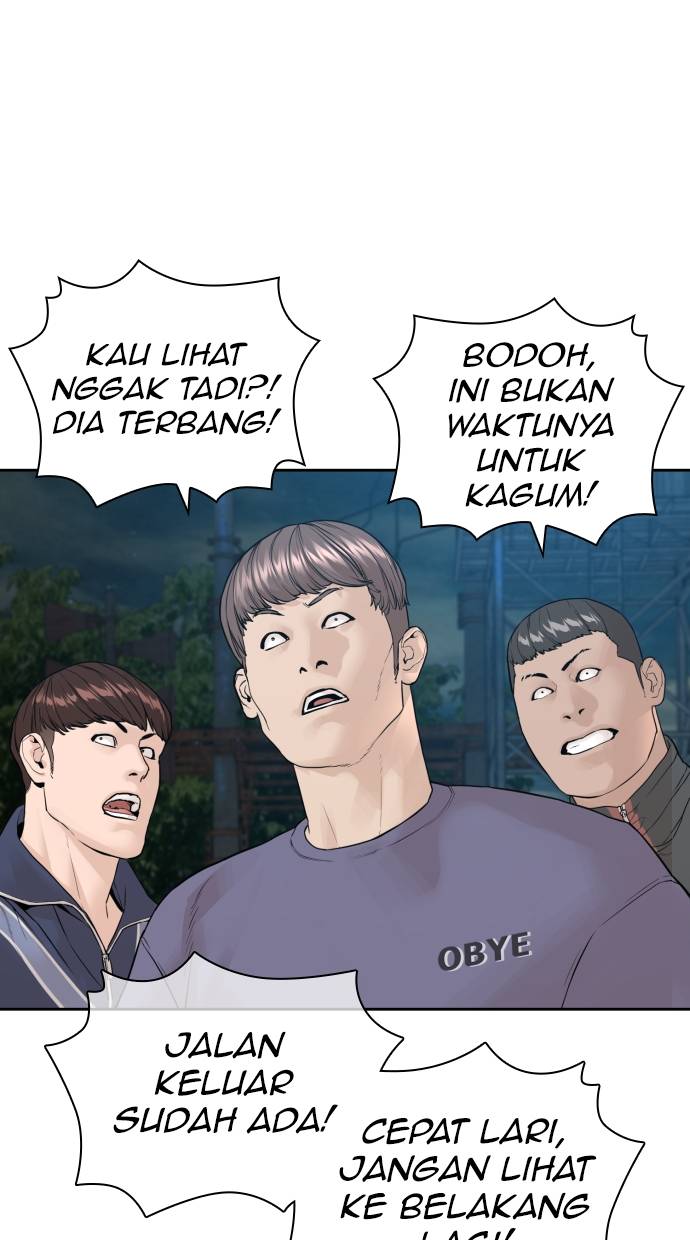 KAU LIHAT
NGGAK TADI?!
DIA TERBANG!
BODOH,
INI BUKAN
WAKTUNYA
UNTUK
KAGUM!
OBYE
JALAN
KELUAR
SUDAH ADA!
CEPAT LARI,
JANGAN LIHAT
KE BELAKANG
LAGI!